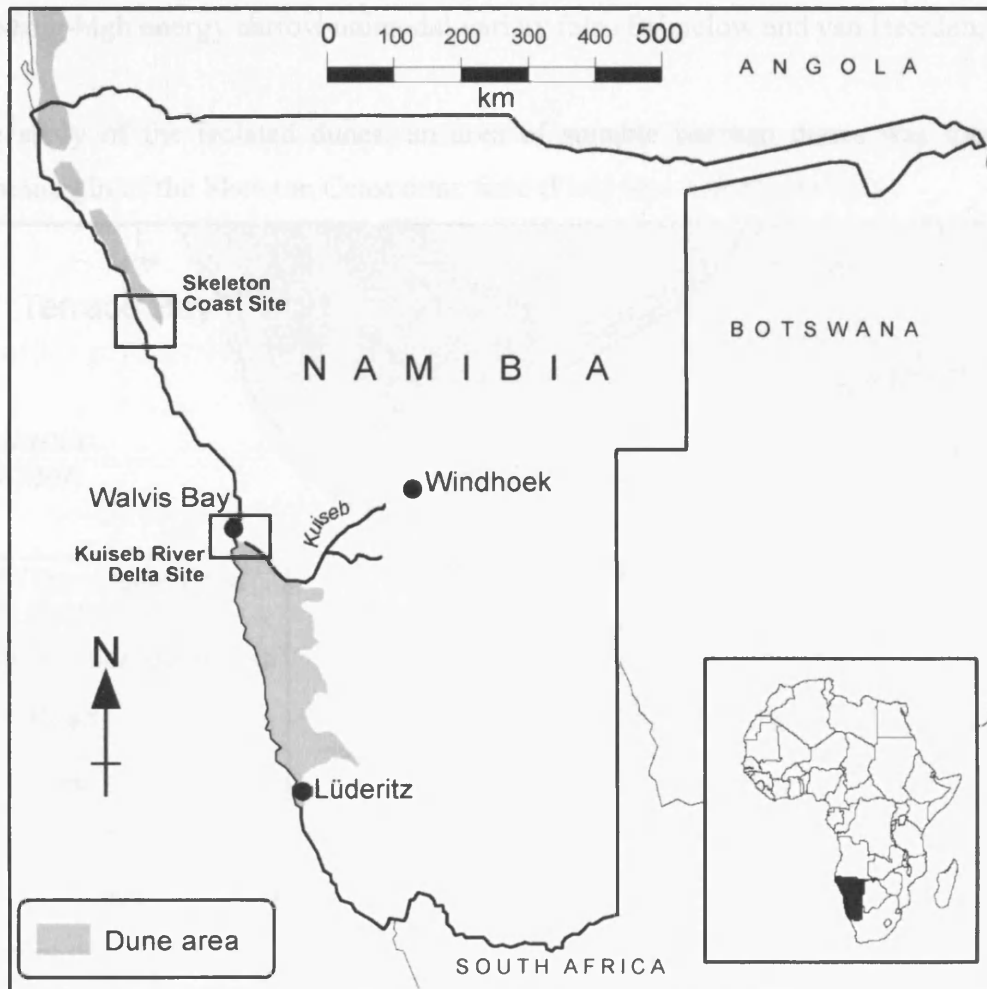 0 100 200 300 400 500
km
ANGOLA
Skeleton
Coast Site
BOTSWANA
NAMIBIA
Windhoek
Walvis Bay
Kuiseb
Kuiseb River
Delta Site
N
Lüderitz
Dune area
SOUTH AFRICA